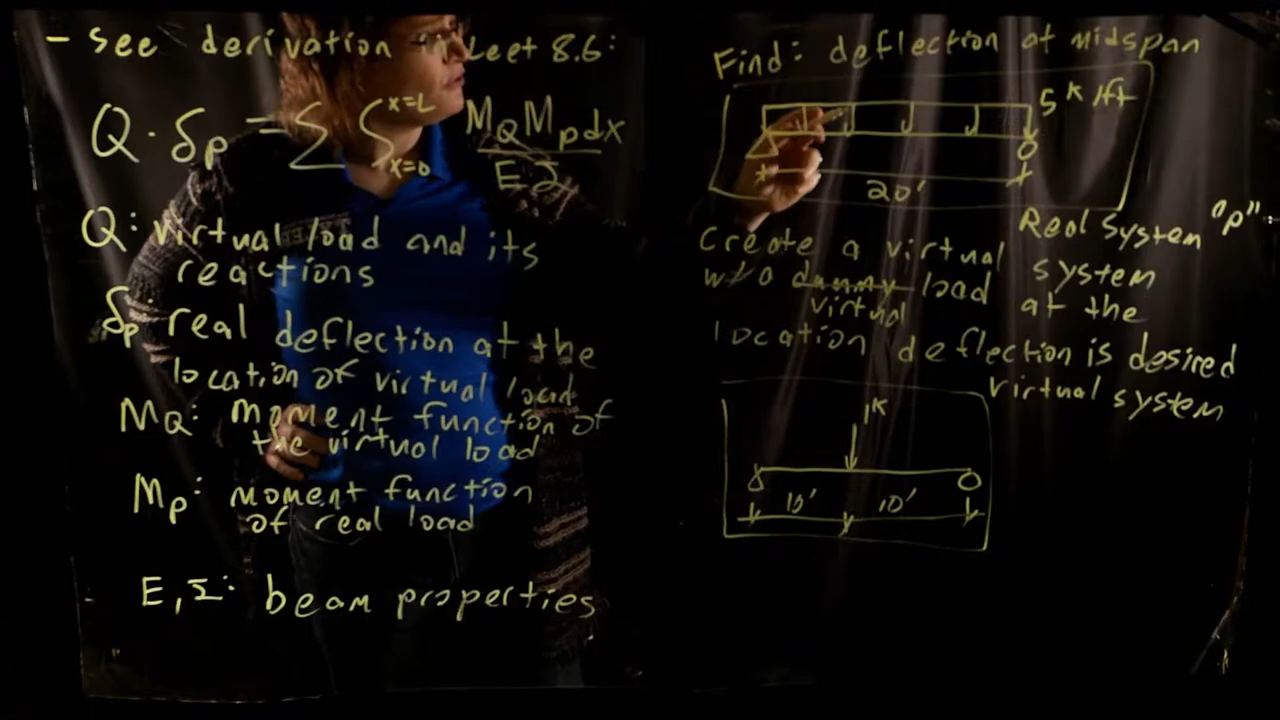 - see derivation in Leet 8.6:
Q · δp = Σ ∫ x=L x=0 MQ Mp dx / EI
Q: virtual load and its
reactions
δp: real deflection at the
location of virtual load
MQ: moment function of
the virtual load
Mp: moment function
of real load
E, I: beam properties
Find: deflection at midspan
5 K/ft
20'
Real System "p"
Create a virtual system
w/ a dummy load at the
virtual
location deflection is desired
virtual system
1K
10' 10'